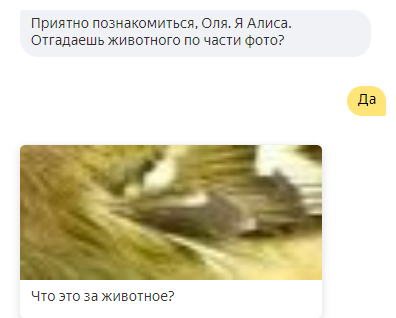 Приятно познакомиться, Оля. Я Алиса.
Отгадаешь животного по части фото?
Да
Что это за животное?